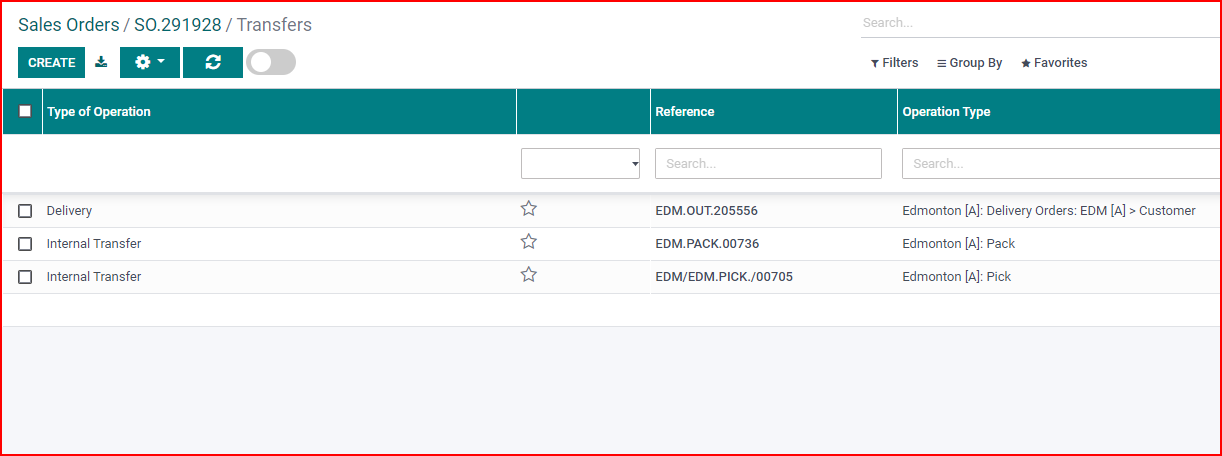 Sales Orders / SO.291928 / Transfers
Search...
CREATE
Filters Group By Favorites
Type of Operation Reference Operation Type
Search... Search...
Delivery EDM.OUT.205556 Edmonton [A]: Delivery Orders: EDM [A] > Customer
Internal Transfer EDM.PACK.00736 Edmonton [A]: Pack
Internal Transfer EDM/EDM.PICK./00705 Edmonton [A]: Pick